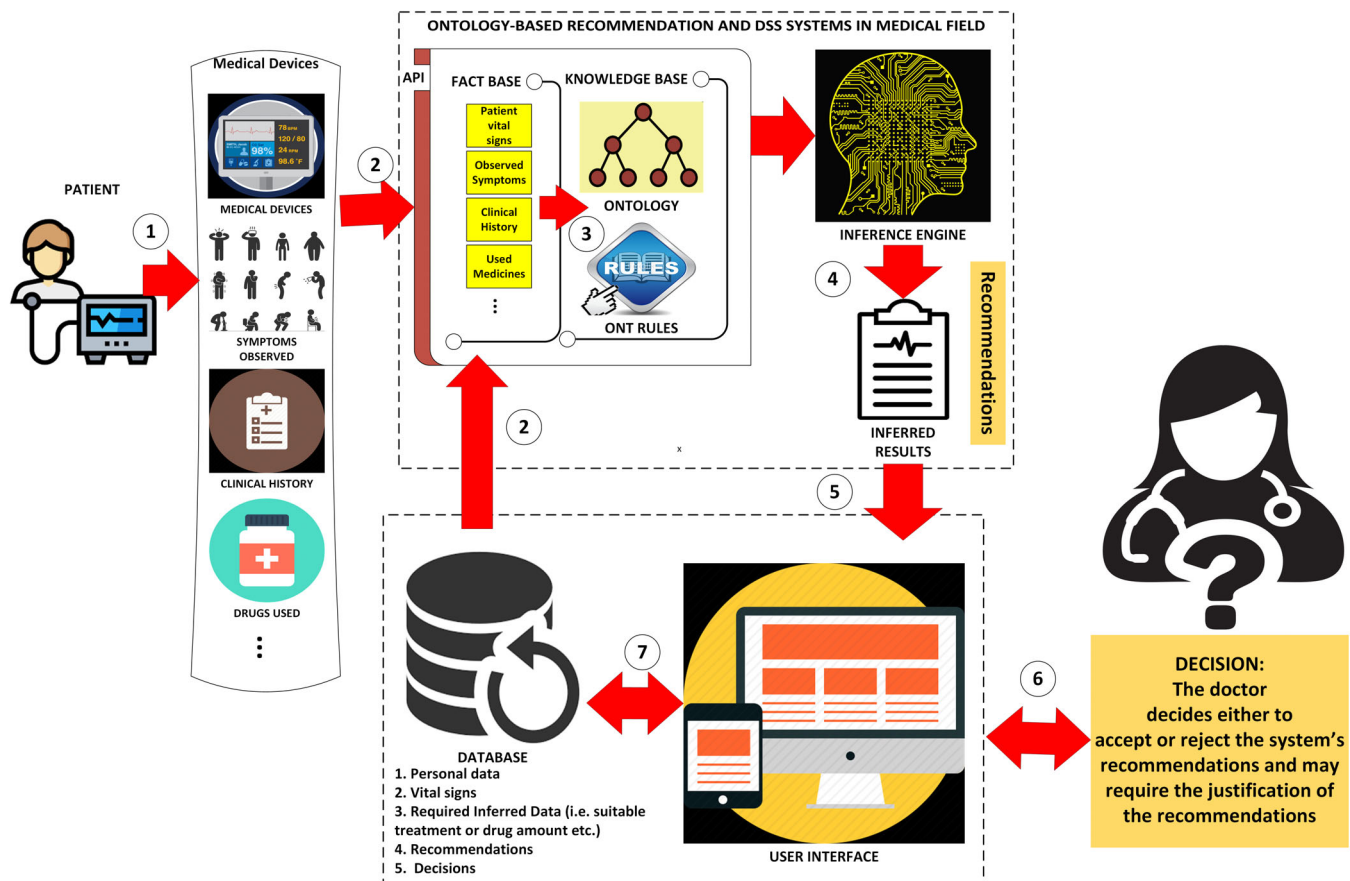 ONTOLOGY-BASED RECOMMENDATION AND DSS SYSTEMS IN MEDICAL FIELD
Medical Devices
78 BPM
120 / 80
98%
24 RPM
98.6 °F
MEDICAL DEVICES
SYMPTOMS
OBSERVED
CLINICAL HISTORY
DRUGS USED
PATIENT
1
2
API
FACT BASE
Patient
vital
signs
Observed
Symptoms
Clinical
History
Used
Medicines
KNOWLEDGE BASE
ONTOLOGY
3
RULES
ONT RULES
INFERENCE ENGINE
4
Recommendations
INFERRED
RESULTS
x
2
5
DATABASE
1. Personal data
2. Vital signs
3. Required Inferred Data (i.e. suitable
treatment or drug amount etc.)
4. Recommendations
5. Decisions
7
USER INTERFACE
6
?
DECISION:
The doctor
decides either to
accept or reject the system's
recommendations and may
require the justification of
the recommendations